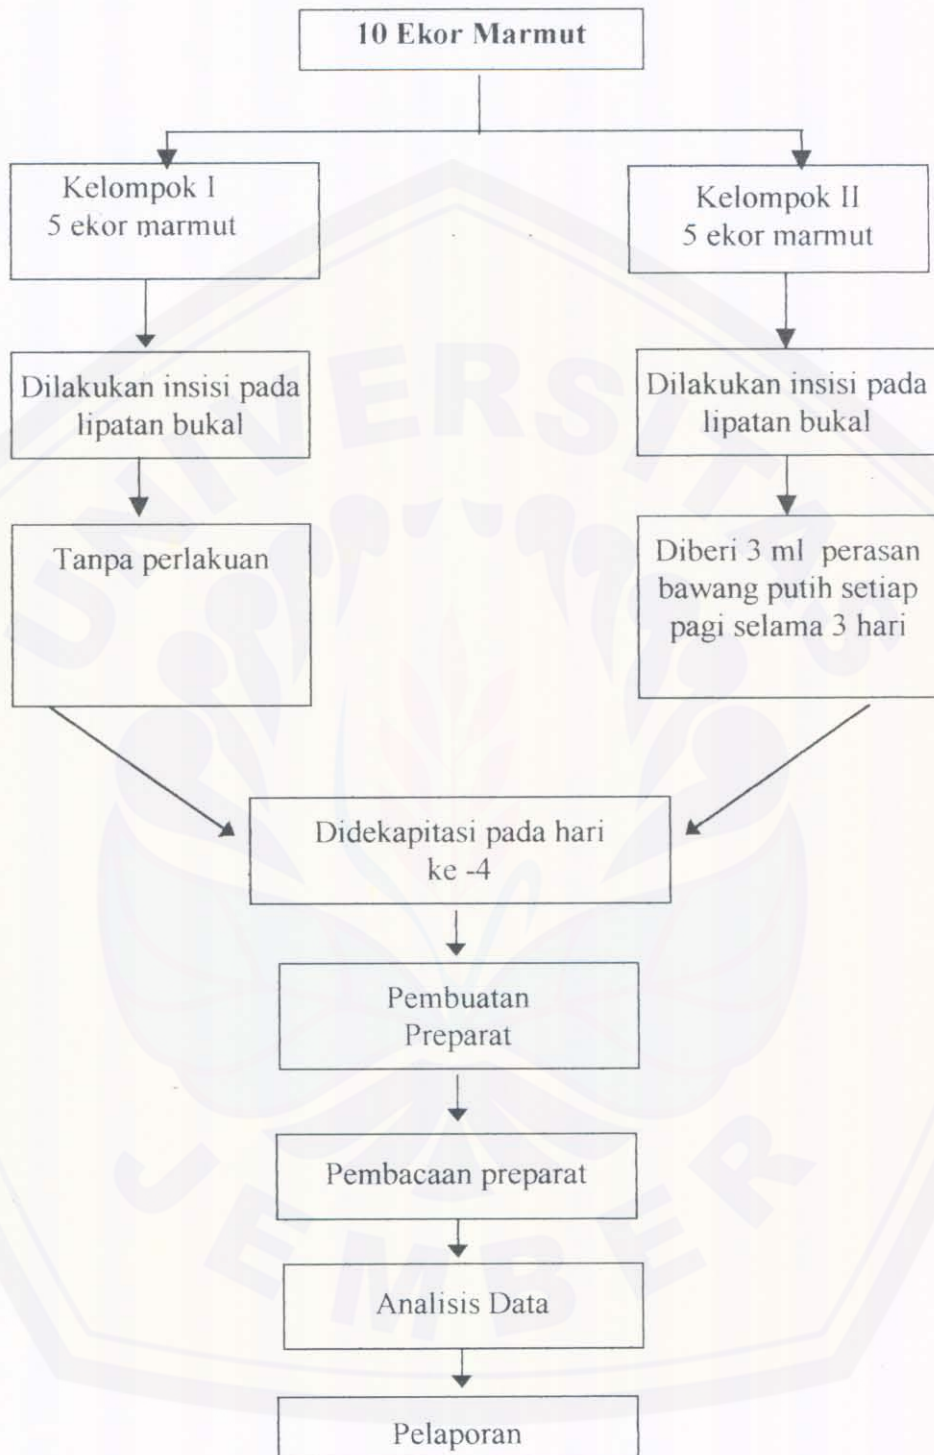 10 Ekor Marmut
Kelompok I
5 ekor marmut
Kelompok II
5 ekor marmut
Dilakukan insisi pada
lipatan bukal
Dilakukan insisi pada
lipatan bukal
Tanpa perlakuan
Diberi 3 ml perasan
bawang putih setiap
pagi selama 3 hari
Didekapitasi pada hari
ke -4
Pembuatan
Preparat
Pembacaan preparat
Analisis Data
Pelaporan
UNIVERSITAS
JEMBER